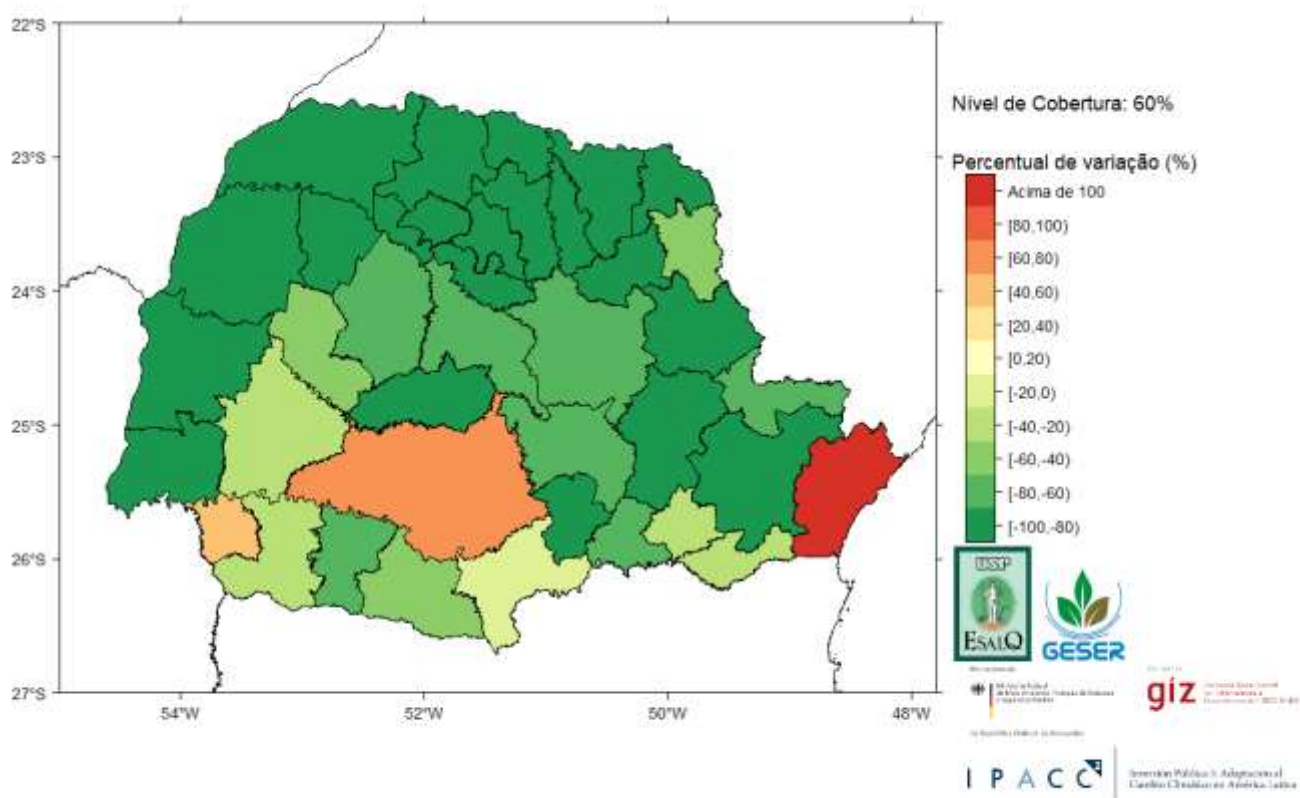 22°S
23°S
24°S
25°S
26°S
27°S
54°W
52°W
50°W
48°W
Nível de Cobertura: 60%
Percentual de variação (%)
Acima de 100
[80,100)
[60,80)
[40,60)
[20,40)
[0,20)
[-20,0)
[-40,-20)
[-60,-40)
[-80,-60)
[-100,-80)
USP
ESALQ
GESER
giz
IPACC
Inversión Pública y Adaptación al
Cambio Climático en América Latina